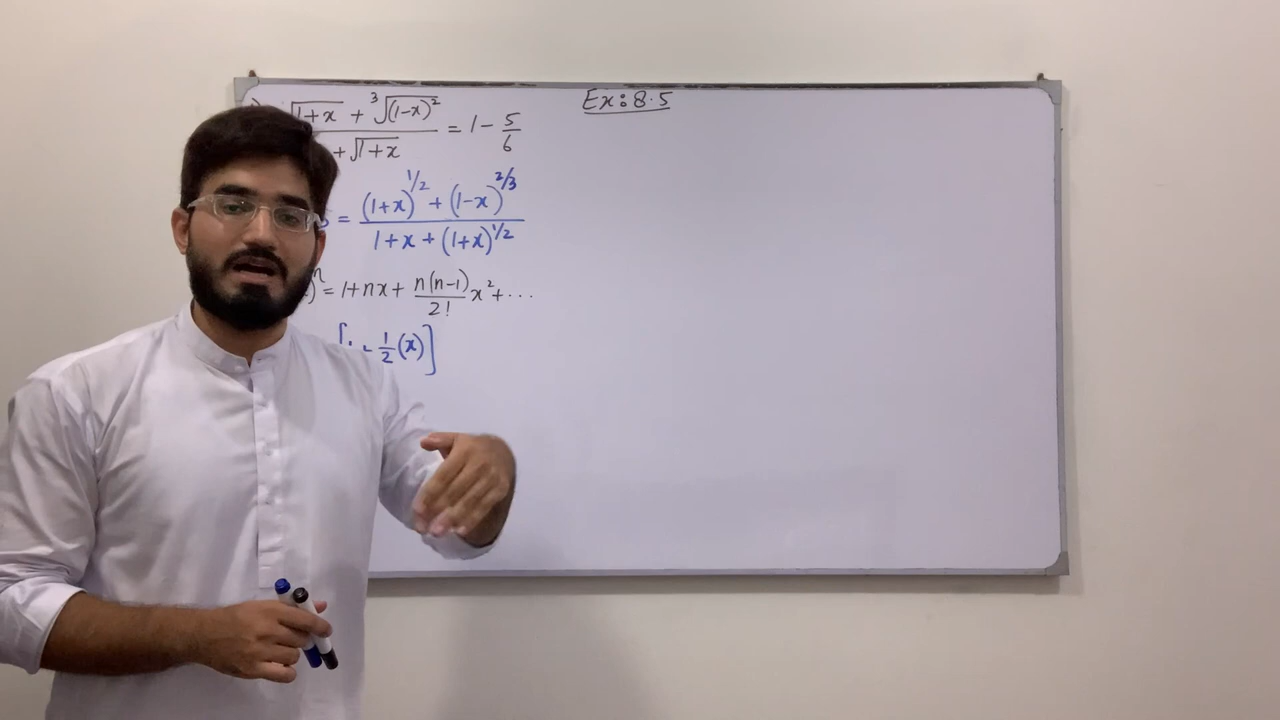 Ex: 8.5
√1+x + ³√(1-x)² / + √1+x = 1 - 5/6
= (1+x)^1/2 + (1-x)^2/3 / 1+x+(1+x)^1/2
)^n = 1+nx+ n(n-1)/2! x²+...
[ 1/2 (x)]